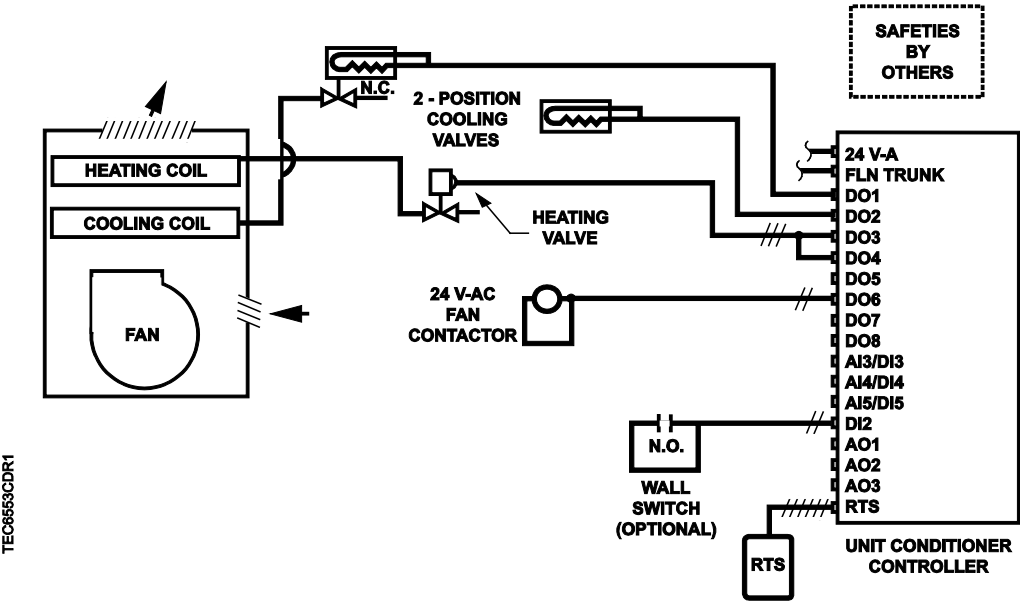 SAFETIES
BY
OTHERS
N.C.
2 - POSITION
COOLING
VALVES
HEATING COIL
COOLING COIL
HEATING
VALVE
24 V-AC
FAN
CONTACTOR
FAN
24 V-A
FLN TRUNK
DO1
DO2
DO3
DO4
DO5
DO6
DO7
DO8
AI3/DI3
AI4/DI4
AI5/DI5
DI2
AO1
AO2
AO3
RTS
N.O.
WALL
SWITCH
(OPTIONAL)
RTS
UNIT CONDITIONER
CONTROLLER
TEC6553CDR1